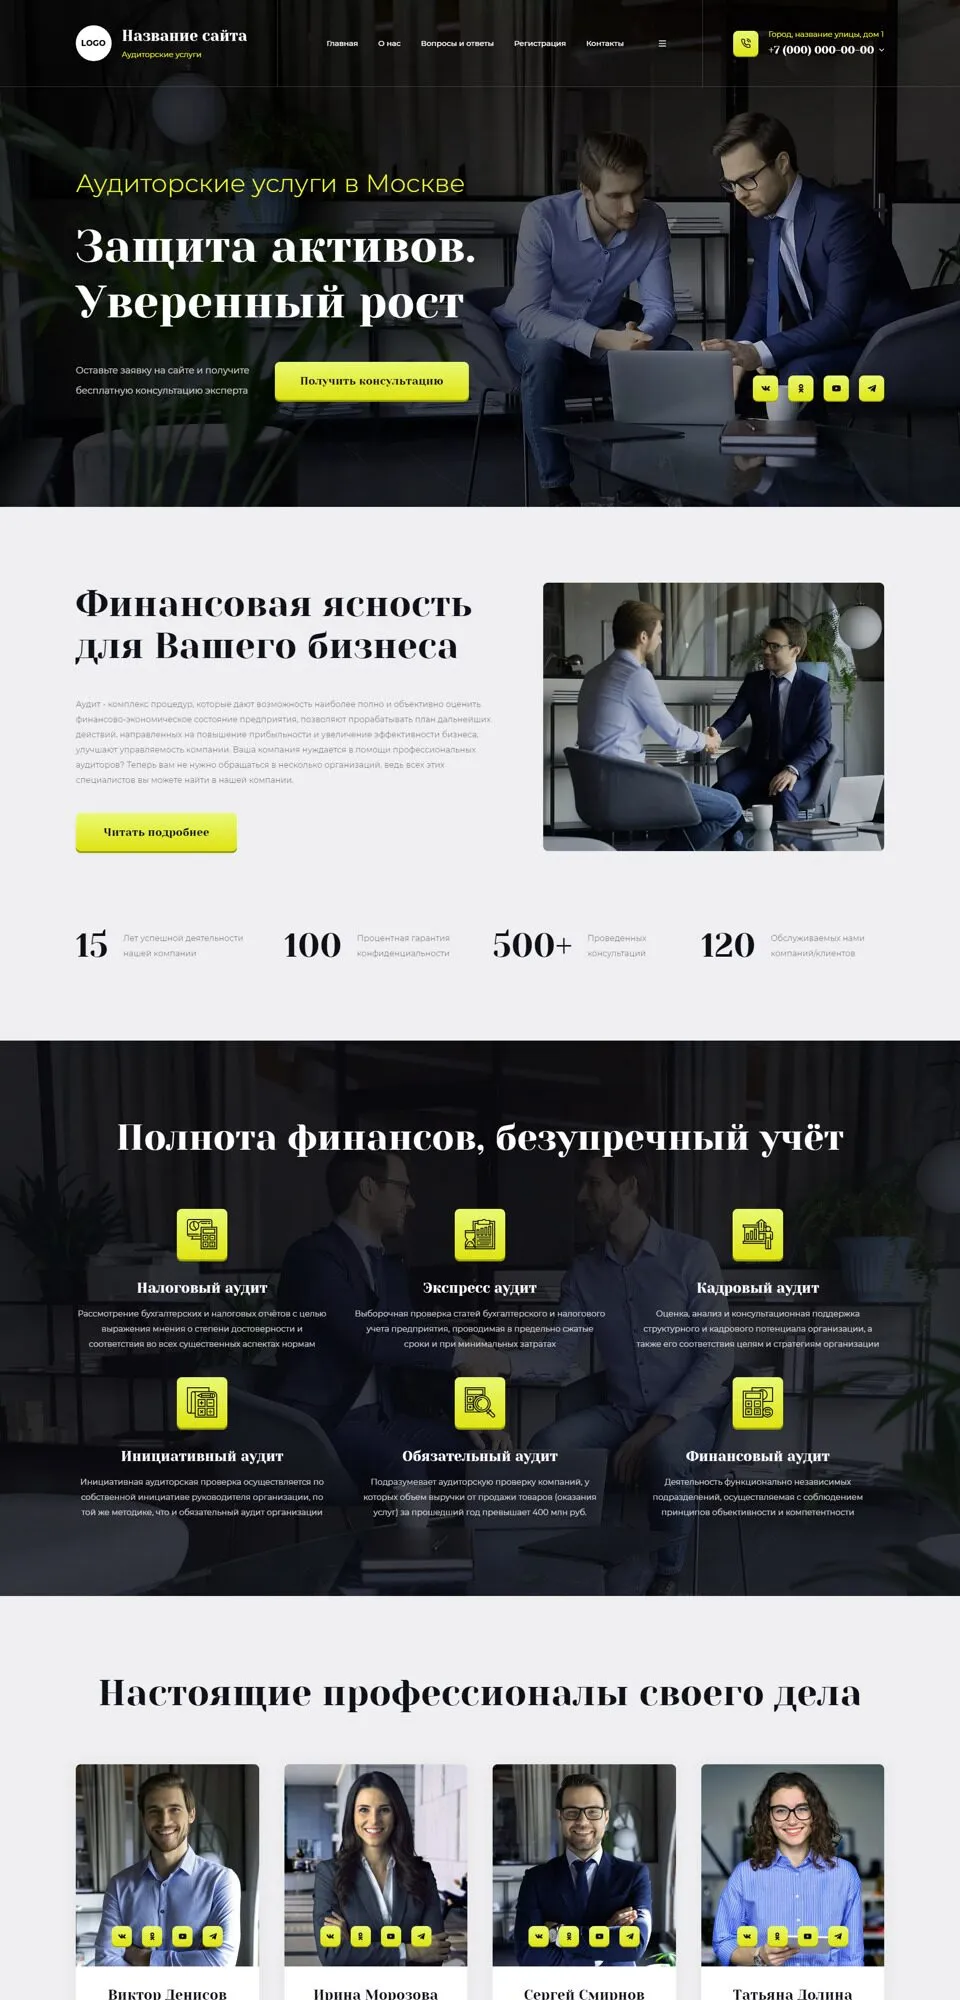 LOGO
Название сайта
Аудиторские услуги
Главная
О нас
Вопросы и ответы
Регистрация
Контакты
Город, название улицы, дом 1
+7 (000) 000-00-00
Аудиторские услуги в Москве
Защита активов.
Уверенный рост
Оставьте заявку на сайте и получите
бесплатную консультацию эксперта
Получить консультацию
Финансовая ясность
для Вашего бизнеса
Аудит - комплекс процедур, которые дают возможность наиболее полно и объективно оценить
финансово-экономическое состояние предприятия, позволяют прорабатывать план дальнейших
действий, направленных на повышение прибыльности и увеличение эффективности бизнеса,
улучшают управляемость компании. Ваша компания нуждается в помощи профессиональных
аудиторов? Теперь вам не нужно обращаться в несколько организаций, ведь всех этих
специалистов вы можете найти в нашей компании.
Читать подробнее
15
Лет успешной деятельности
нашей компании
100
Процентная гарантия
конфиденциальности
500+
Проведенных
консультаций
120
Обслуживаемых нами
компаний/клиентов
Полнота финансов, безупречный учёт
Налоговый аудит
Рассмотрение бухгалтерских и налоговых отчётов с целью
выражения мнения о степени достоверности и
соответствия во всех существенных аспектах нормам
Экспресс аудит
Выборочная проверка статей бухгалтерского и налогового
учета предприятия, проводимая в предельно сжатые
сроки и при минимальных затратах
Кадровый аудит
Оценка, анализ и консультационная поддержка
структурного и кадрового потенциала организации, а
также его соответствия целям и стратегиям организации
Инициативный аудит
Инициативная аудиторская проверка осуществляется по
собственной инициативе руководителя организации, по
той же методике, что и обязательный аудит организации
Обязательный аудит
Подразумевает аудиторскую проверку компаний, у
которых объем выручки от продажи товаров (оказания
услуг) за прошедший год превышает 400 млн руб.
Финансовый аудит
Деятельность функционально независимых
подразделений, осуществляемая с соблюдением
принципов объективности и компетентности
Настоящие профессионалы своего дела
Виктор Денисов
Ирина Морозова
Сергей Смирнов
Татьяна Долина